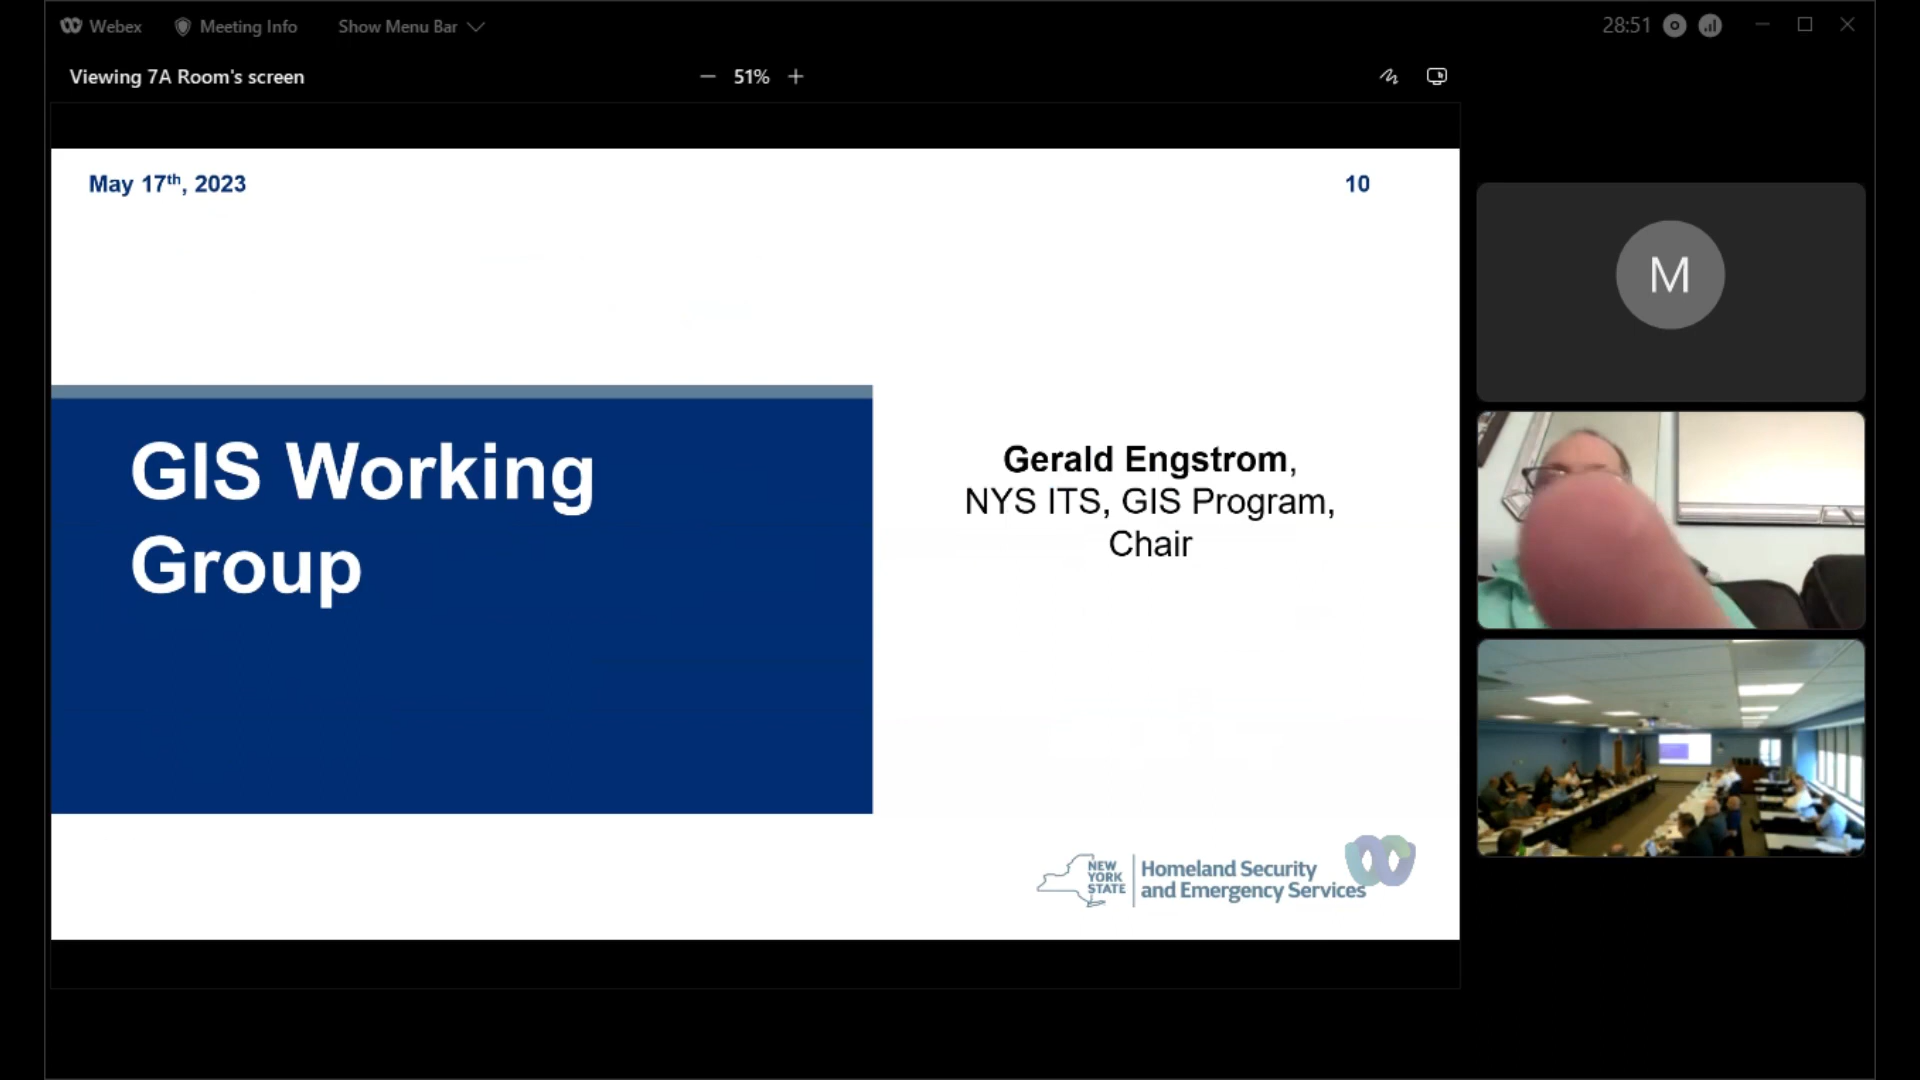 Webex Meeting Info Show Menu Bar 28:51
Viewing 7A Room's screen 51%
May 17th, 2023 10
GIS Working
Group
Gerald Engstrom,
NYS ITS, GIS Program,
Chair
M
NEW
YORK
STATE
Homeland Security
and Emergency Services